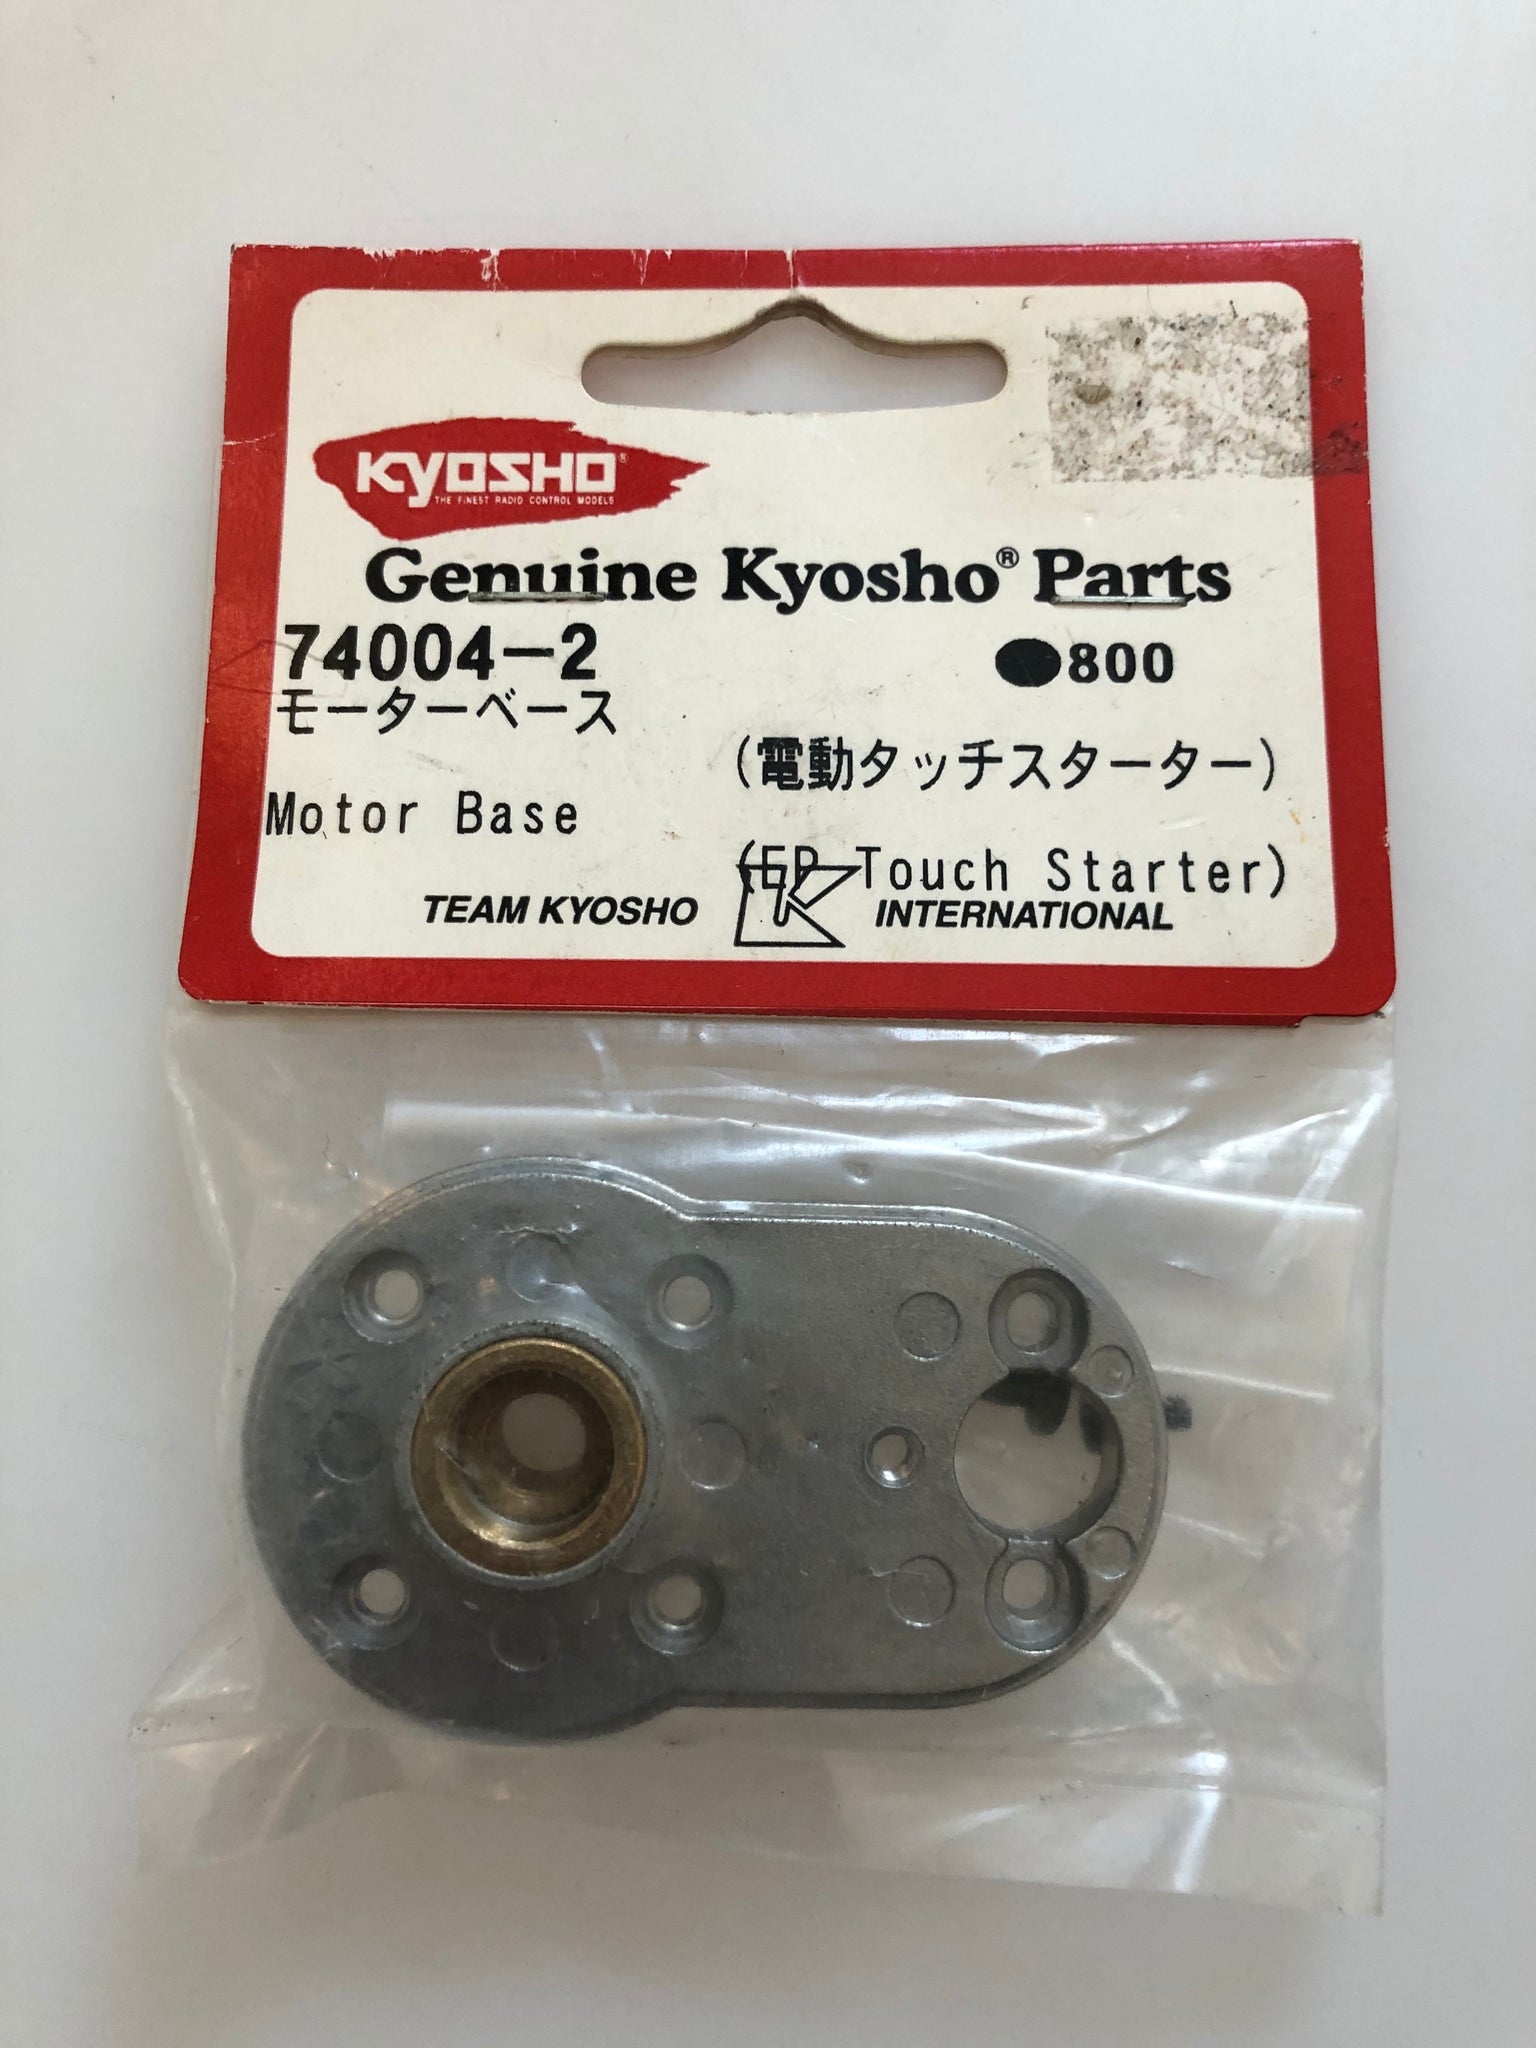 KYOSHO®
THE FINEST RADIO CONTROL MODELS
Genuine Kyosho® Parts
74004-2
●800
モーターベース
(電動タッチスターター)
Motor Base
(EP Touch Starter)
TEAM KYOSHO INTERNATIONAL